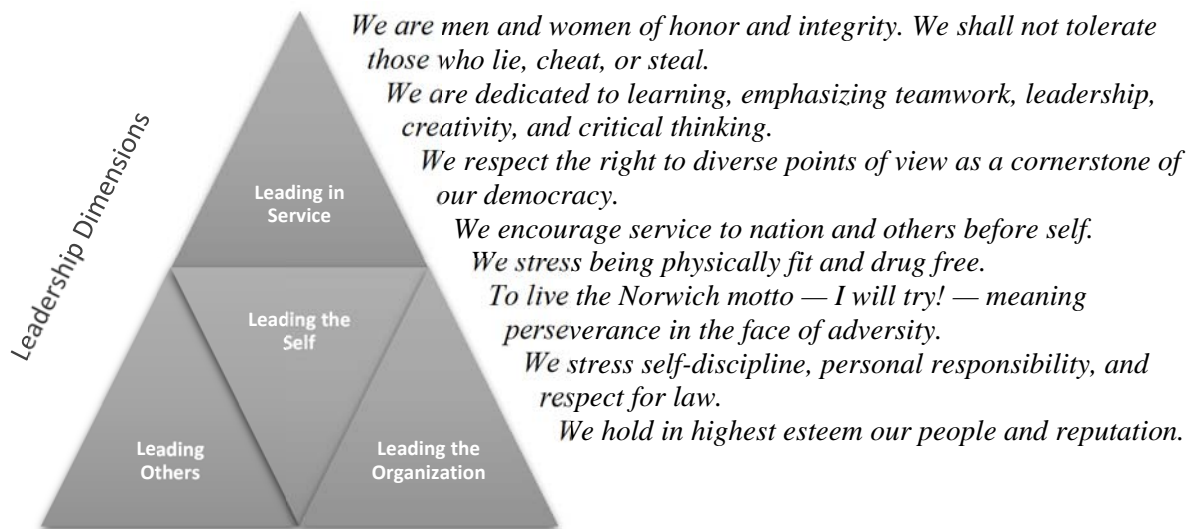 We are men and women of honor and integrity. We shall not tolerate
those who lie, cheat, or steal.
We are dedicated to learning, emphasizing teamwork, leadership,
creativity, and critical thinking.
We respect the right to diverse points of view as a cornerstone of
our democracy.
We encourage service to nation and others before self.
We stress being physically fit and drug free.
To live the Norwich motto — I will try! — meaning
perseverance in the face of adversity.
We stress self-discipline, personal responsibility, and
respect for law.
We hold in highest esteem our people and reputation.
Leadership Dimensions
Leading in
Service
Leading the
Self
Leading
Others
Leading the
Organization